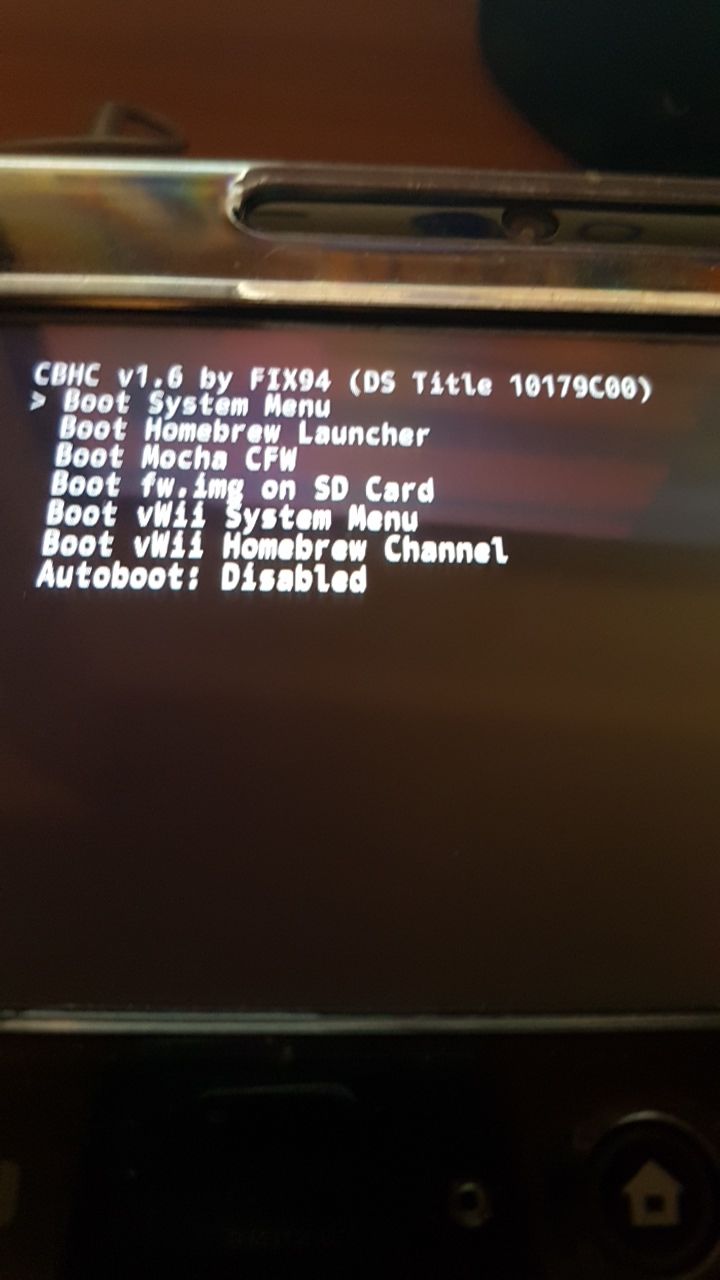 CBHC v1.6 by FIX94 (DS Title 10179C00)
> Boot System Menu
Boot Homebrew Launcher
Boot Mocha CFW
Boot fw.img on SD Card
Boot vWii System Menu
Boot vWii Homebrew Channel
Autoboot: Disabled